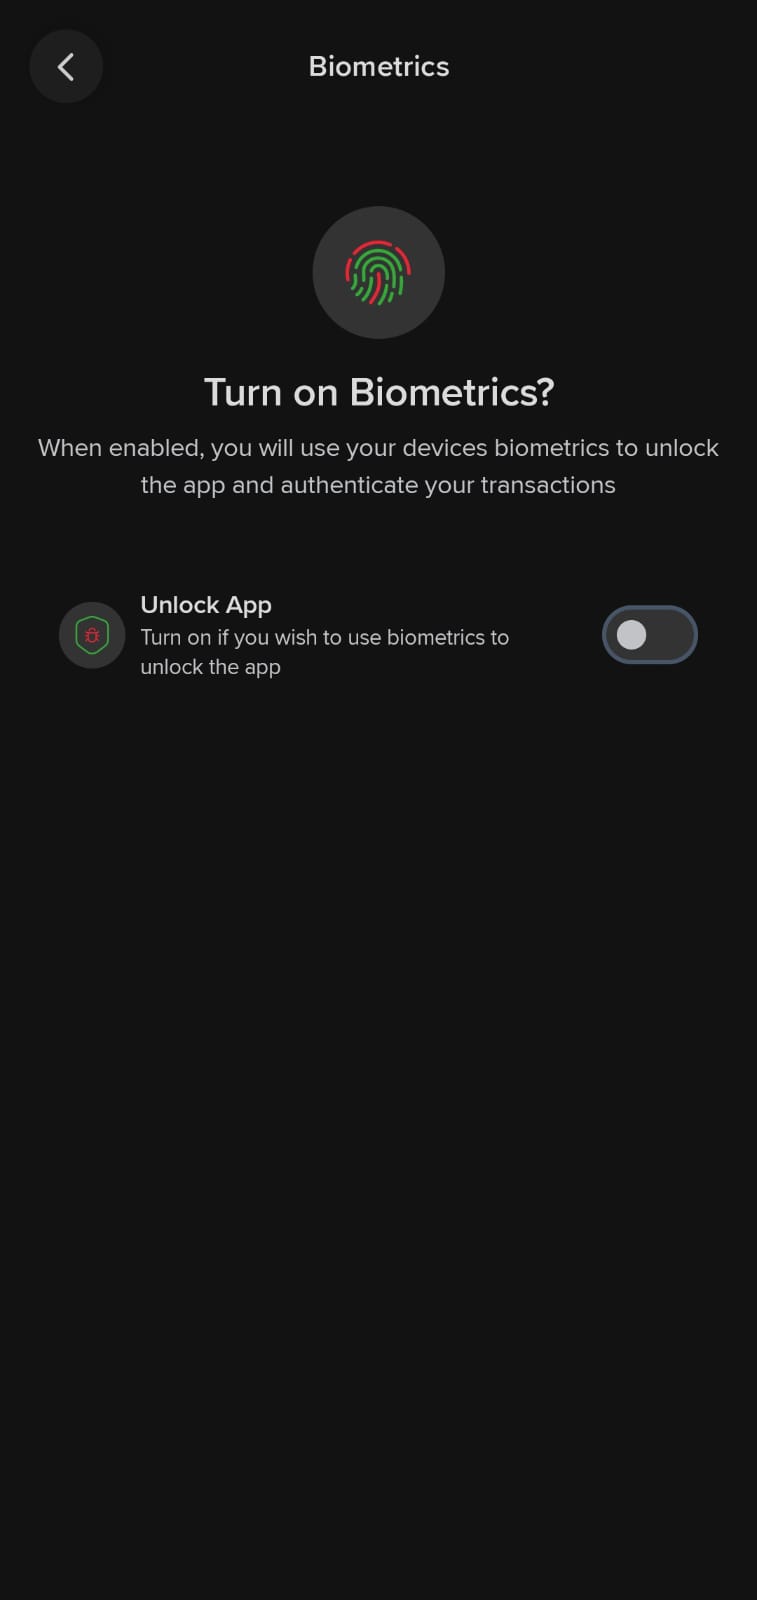 Biometrics
Turn on Biometrics?
When enabled, you will use your devices biometrics to unlock
the app and authenticate your transactions
Unlock App
Turn on if you wish to use biometrics to
unlock the app